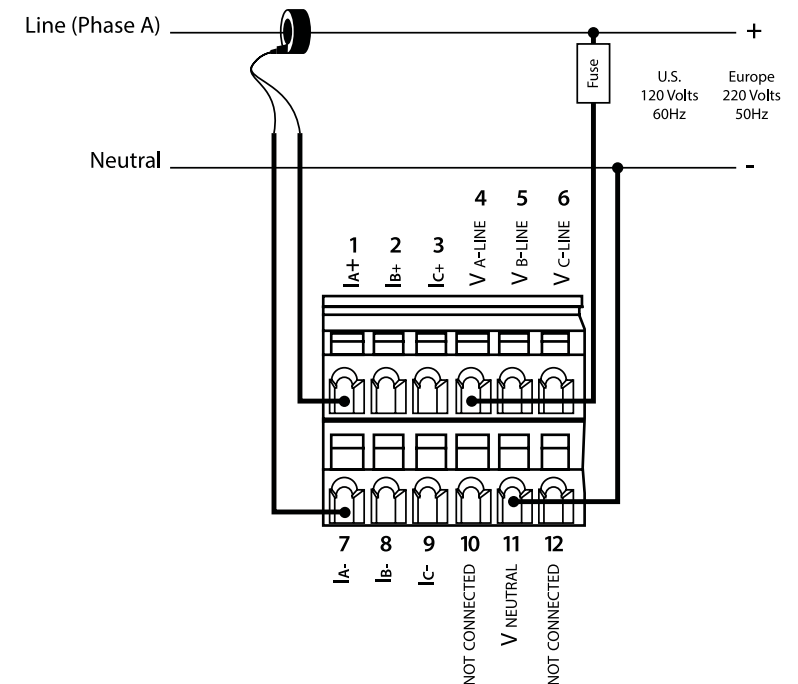 Line (Phase A)
+
Fuse
U.S.
120 Volts
60Hz
Europe
220 Volts
50Hz
Neutral
-
1
IA+
2
IB+
3
IC+
4
V A-LINE
5
V B-LINE
6
V C-LINE
7
IA-
8
IB-
9
IC-
10
NOT CONNECTED
11
V NEUTRAL
12
NOT CONNECTED